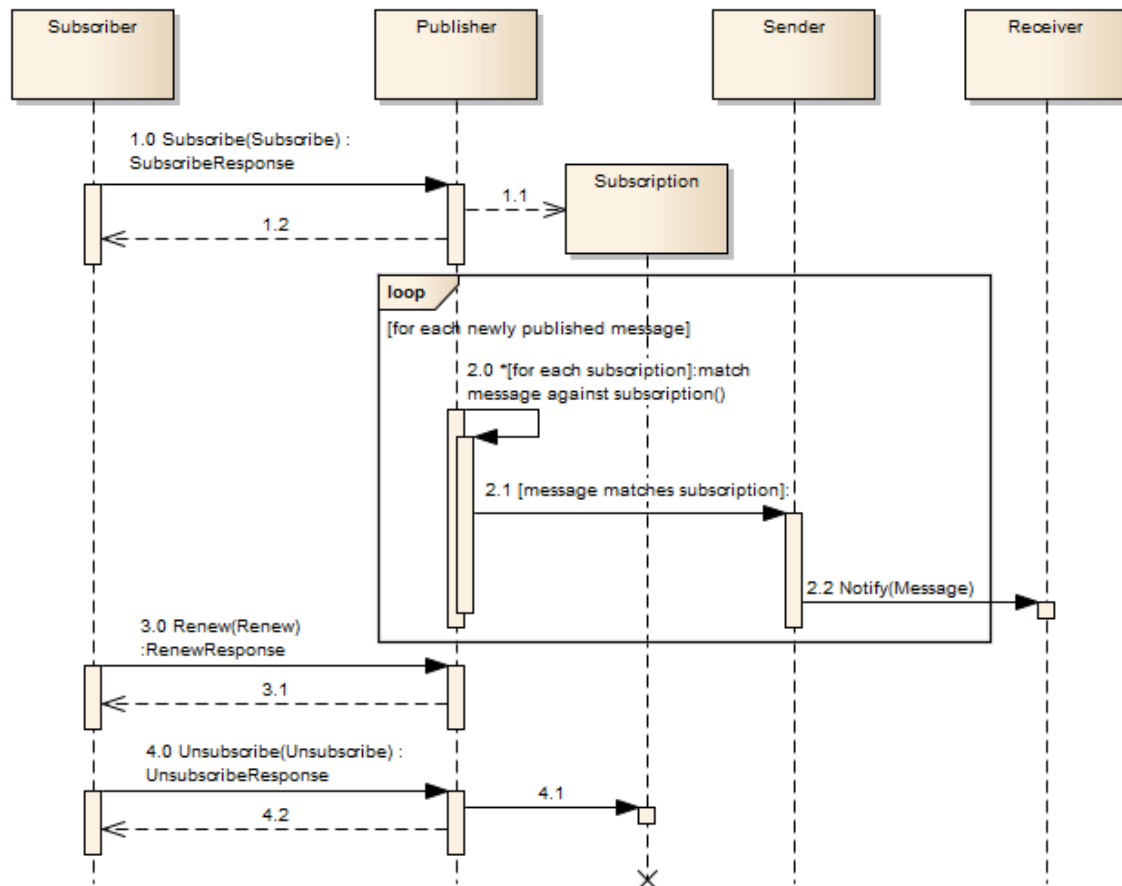 Subscriber
Publisher
Sender
Receiver
1.0 Subscribe(Subscribe) :
SubscribeResponse
Subscription
1.1
1.2
loop
[for each newly published message]
2.0 *[for each subscription]:match
message against subscription()
2.1 [message matches subscription]:
2.2 Notify(Message)
3.0 Renew(Renew)
:RenewResponse
3.1
4.0 Unsubscribe(Unsubscribe) :
UnsubscribeResponse
4.1
4.2